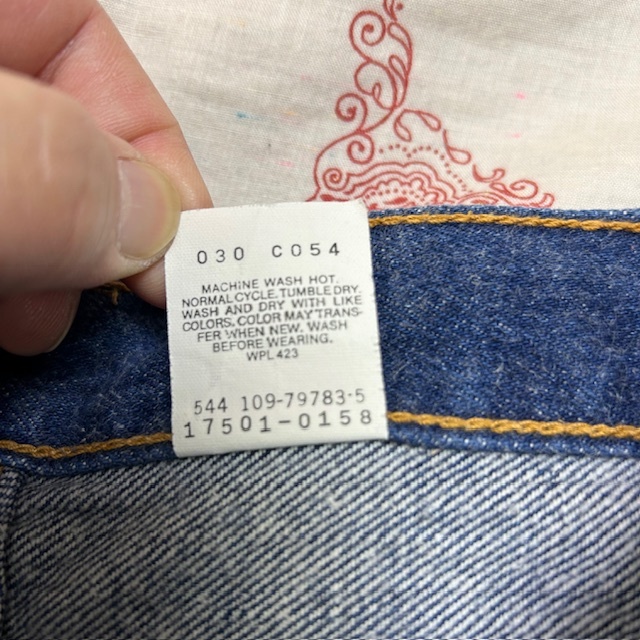 030 C054
MACHINE WASH HOT.
NORMAL CYCLE. TUMBLE DRY.
WASH AND DRY WITH LIKE
COLORS. COLOR MAY TRANS-
FER WHEN NEW. WASH
BEFORE WEARING.
WPL 423
544 109-79783-5
17501-0158